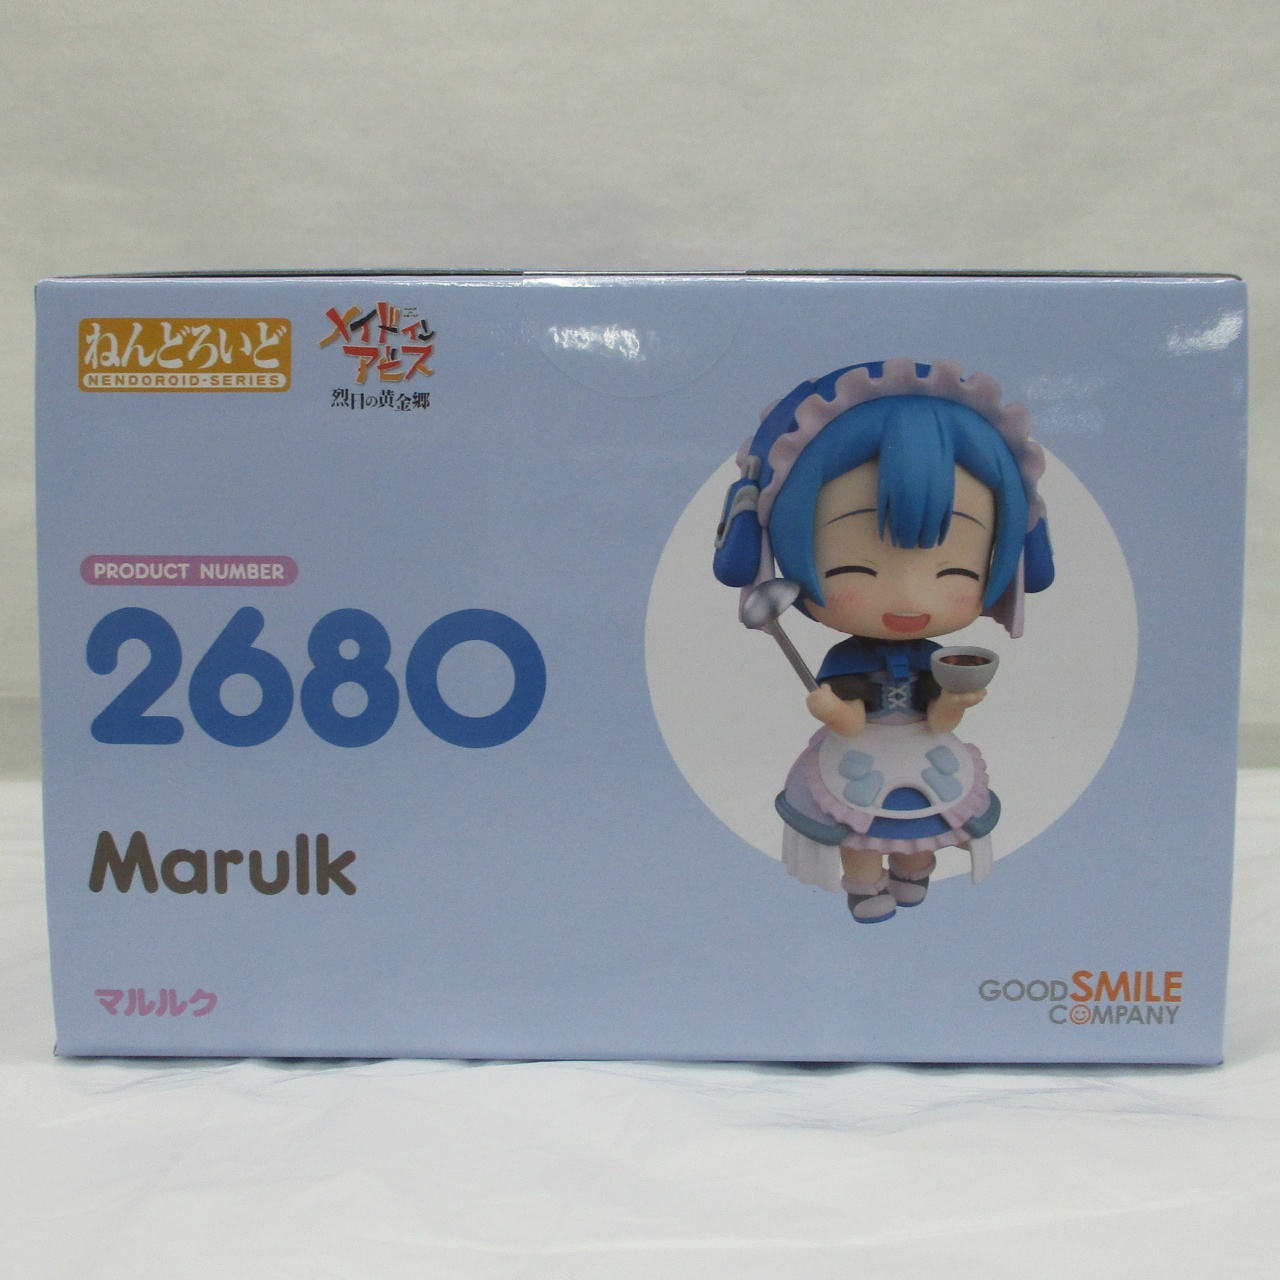 ねんどろいど
NENDOROID·SERIES
メイドインアビス
烈日の黄金郷
PRODUCT NUMBER
2680
Marulk
マルルク
GOOD SMILE
COMPANY